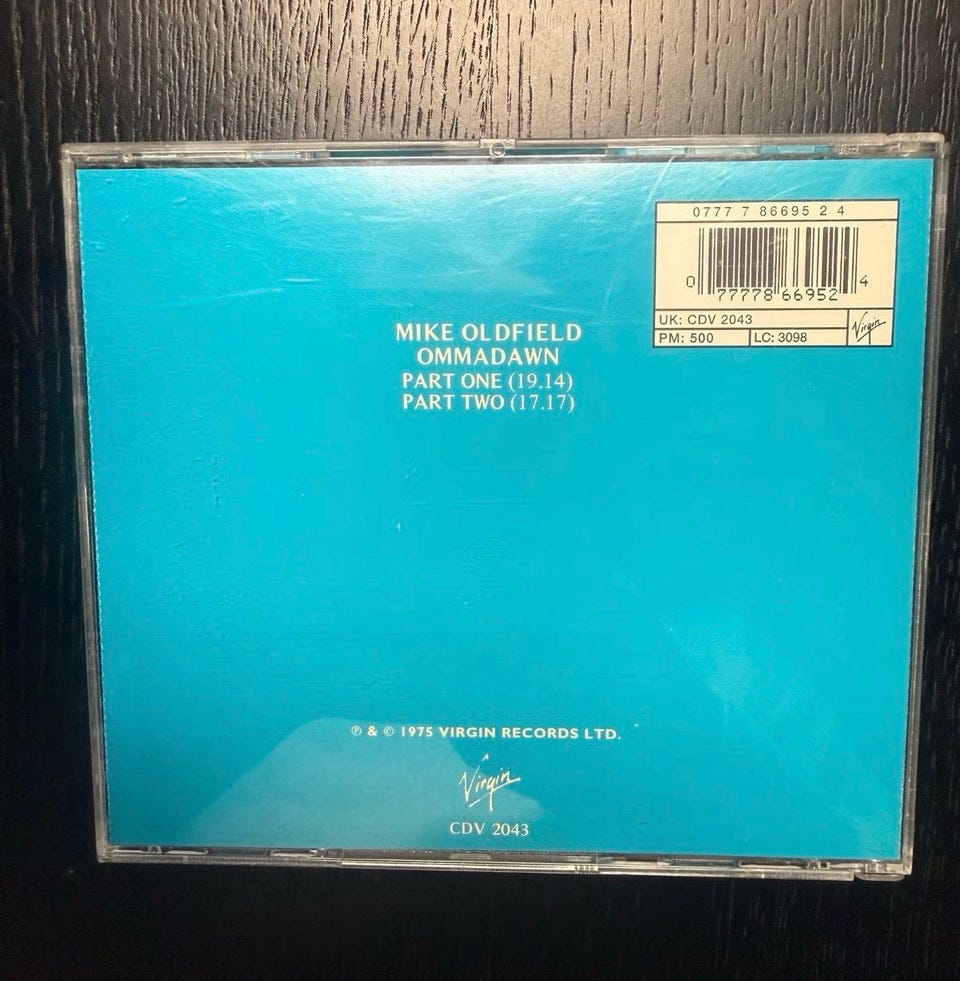 0777 7 86695 2 4
0 77778 66952 4
UK: CDV 2043
PM: 500 LC: 3098 Virgin
MIKE OLDFIELD
OMMADAWN
PART ONE (19.14)
PART TWO (17.17)
℗ & © 1975 VIRGIN RECORDS LTD.
Virgin
CDV 2043